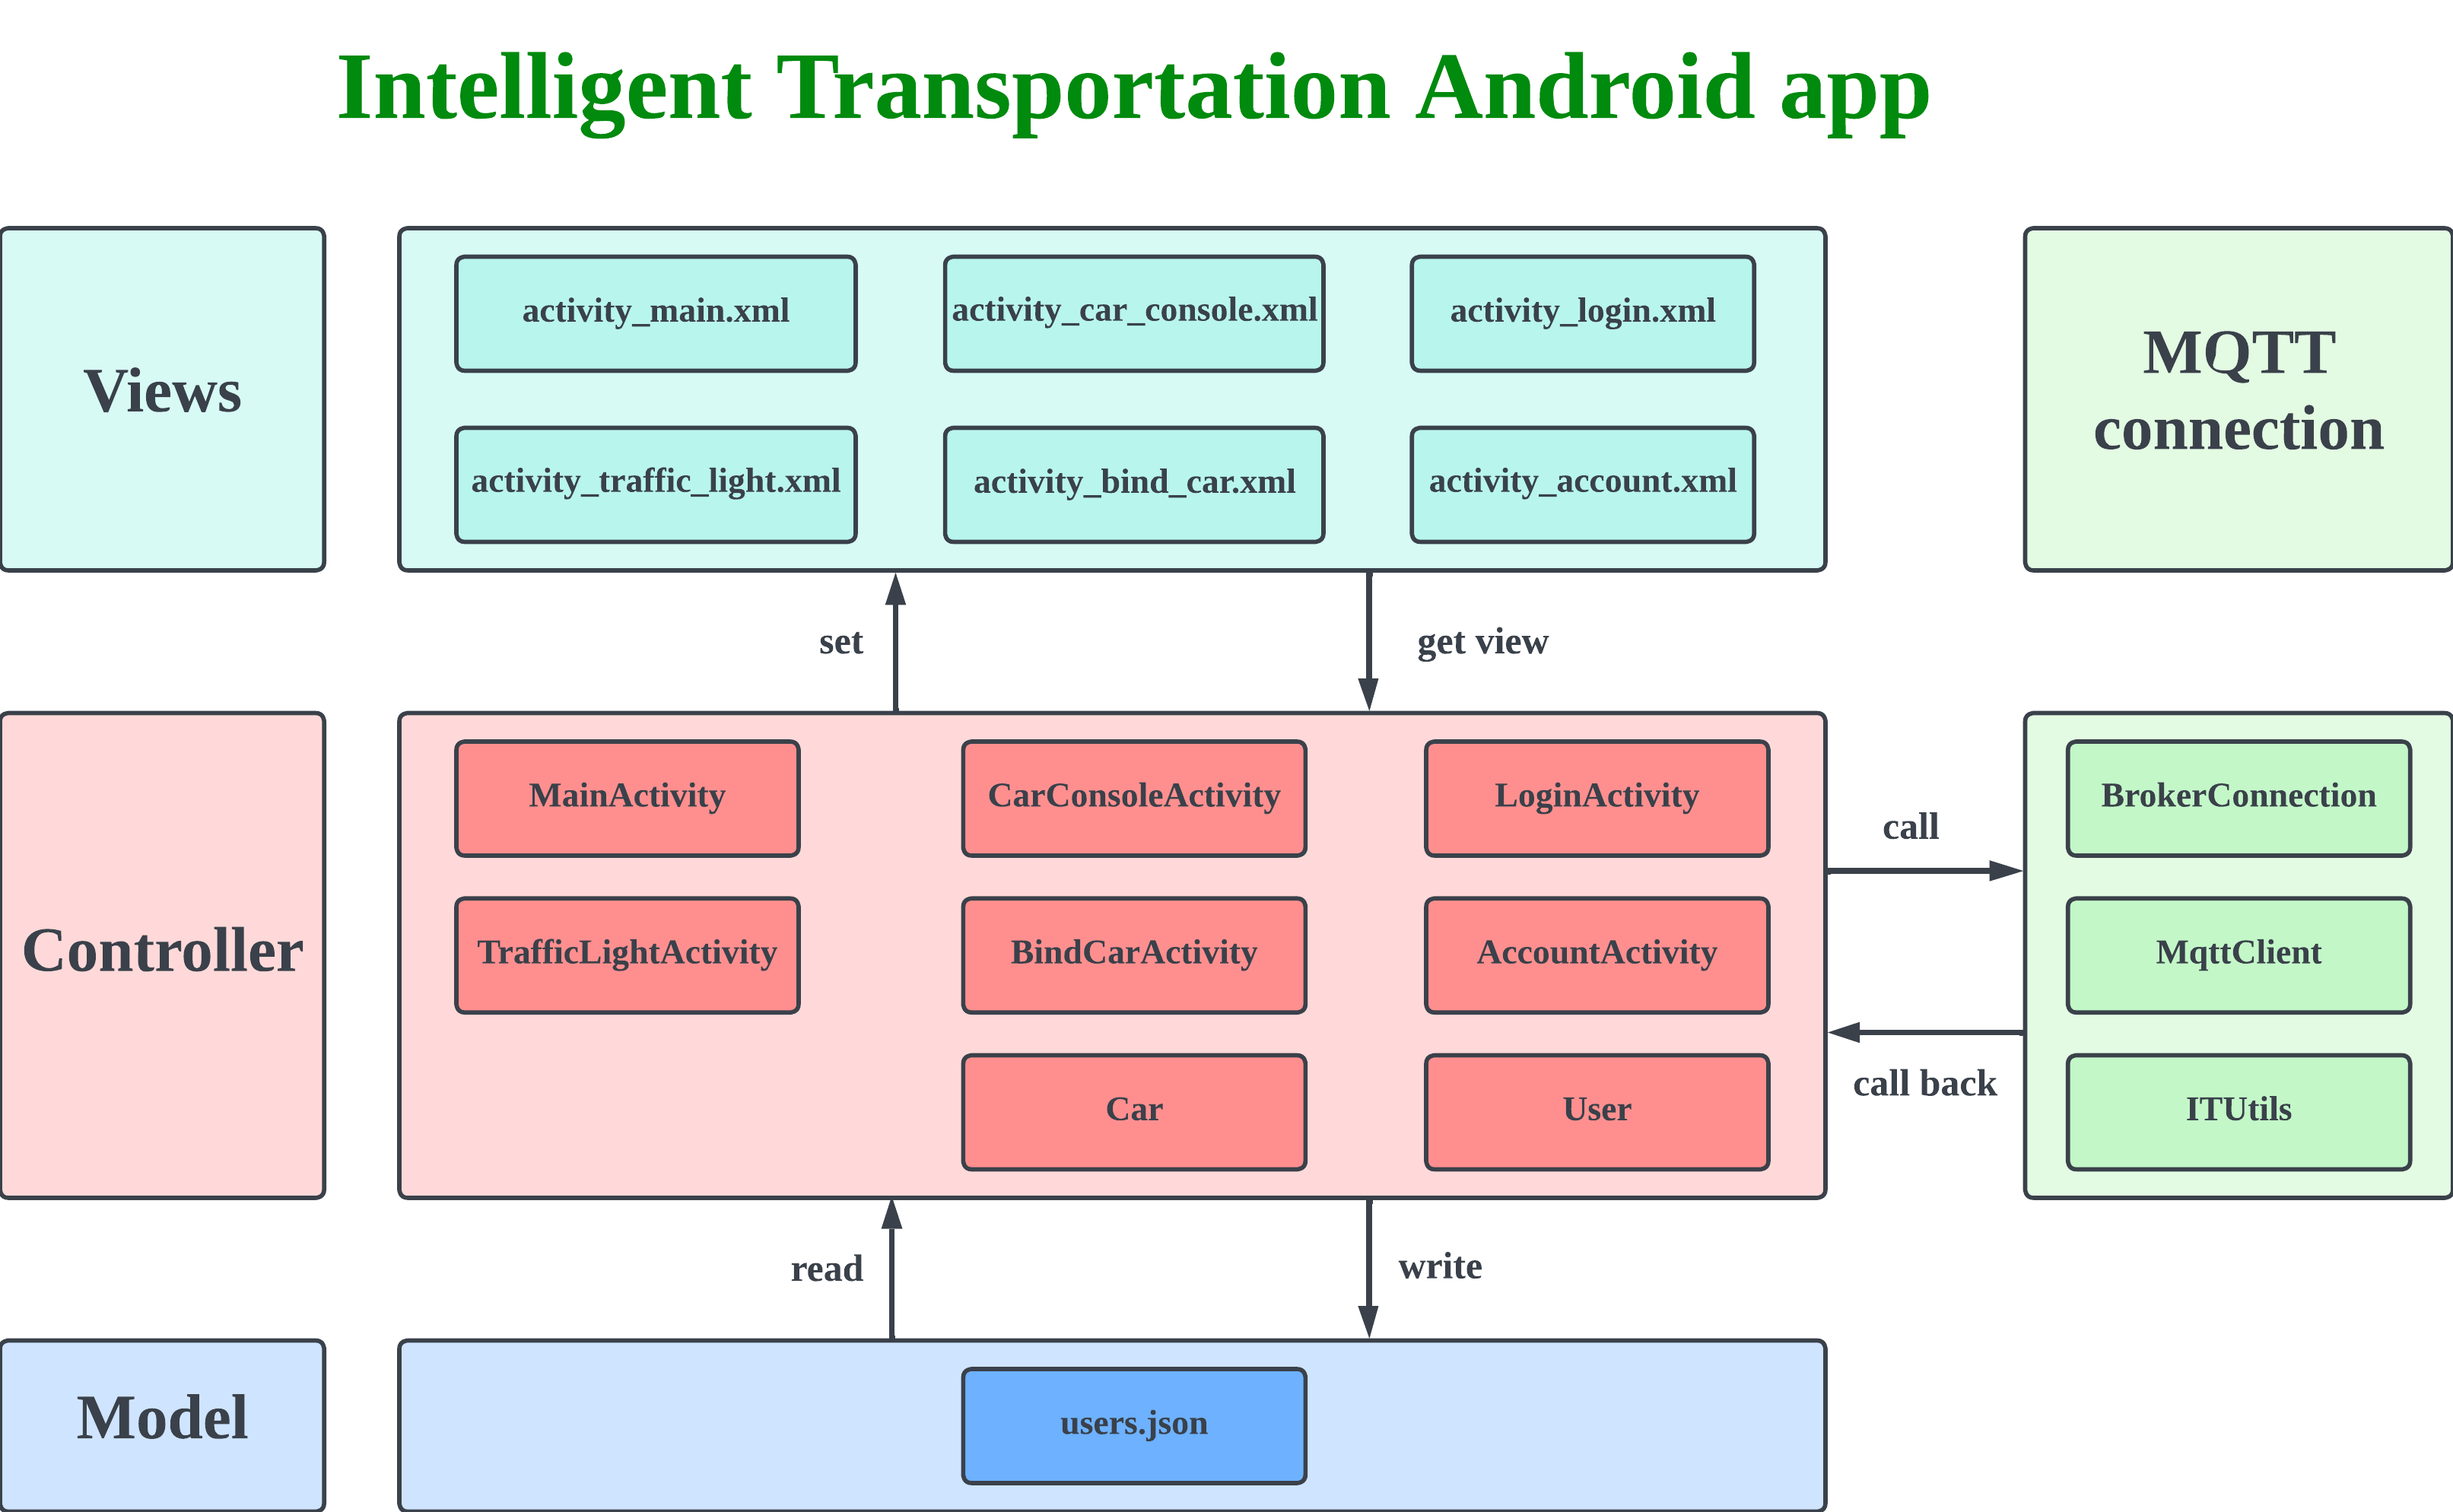 Intelligent Transportation Android app
Views
activity_main.xml
activity_car_console.xml
activity_login.xml
activity_traffic_light.xml
activity_bind_car.xml
activity_account.xml
MQTT
connection
set
get view
Controller
MainActivity
CarConsoleActivity
LoginActivity
TrafficLightActivity
BindCarActivity
AccountActivity
Car
User
call
call back
BrokerConnection
MqttClient
ITUtils
read
write
Model
users.json